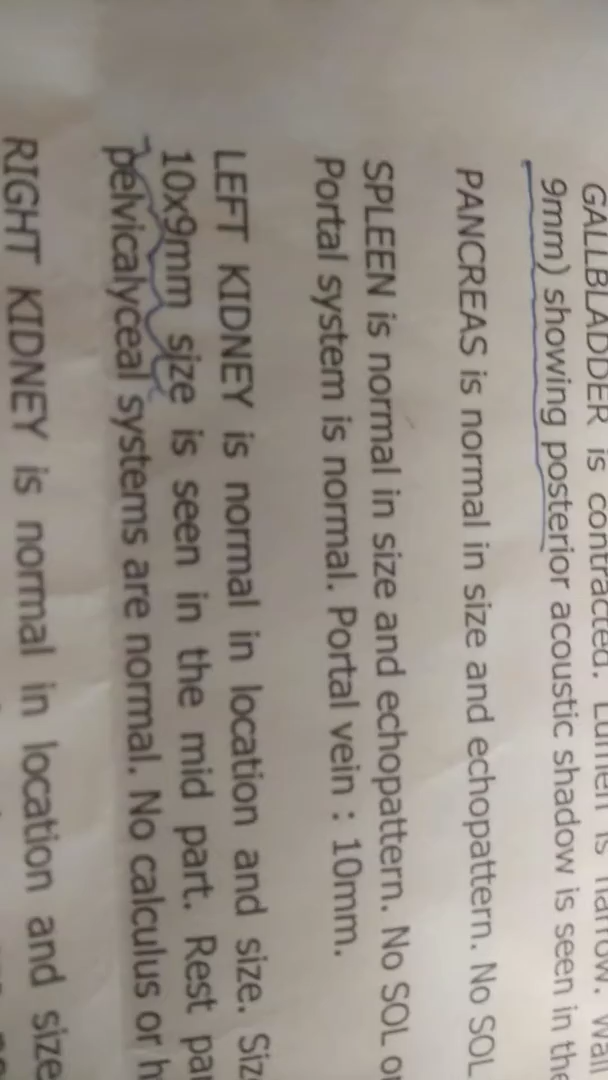 GALLBLADDER is contracted. Lumen is narrow. Wall
9mm) showing posterior acoustic shadow is seen in the
PANCREAS is normal in size and echopattern. No SOL
SPLEEN is normal in size and echopattern. No SOL or
Portal system is normal. Portal vein : 10mm.
LEFT KIDNEY is normal in location and size. Size
10x9mm size is seen in the mid part. Rest
pelvicalyceal systems are normal. No calculus or
RIGHT KIDNEY is normal in location and size